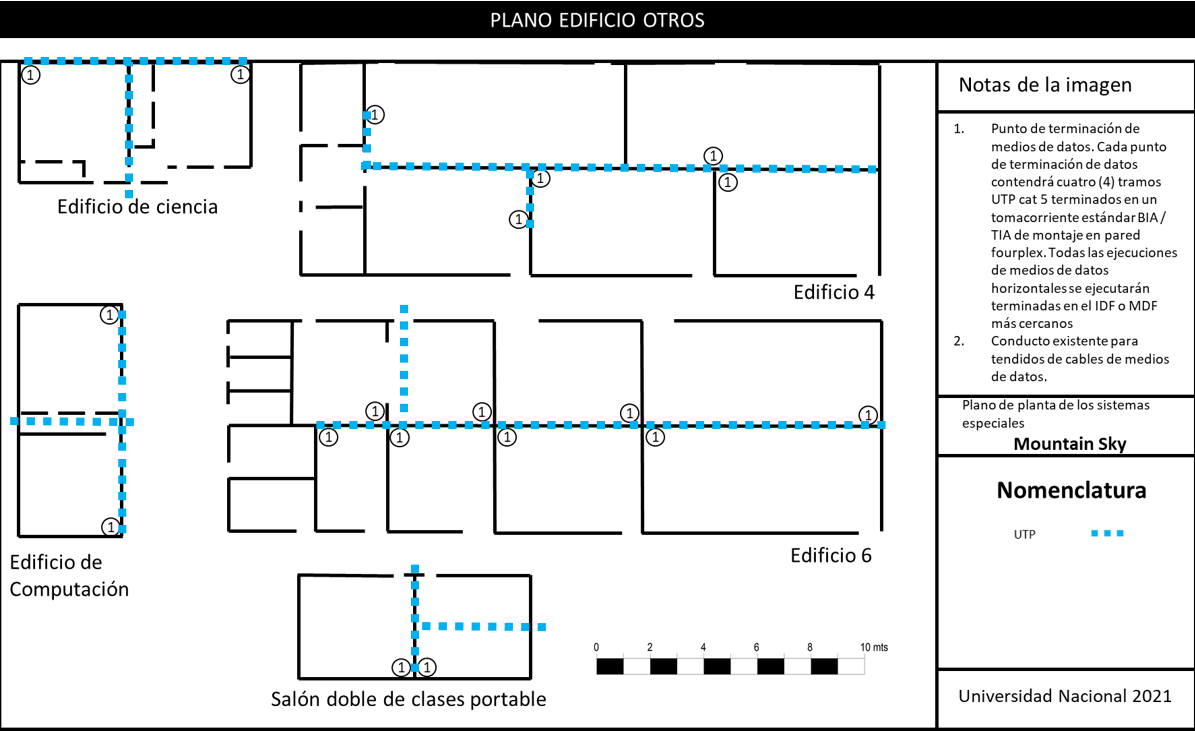 PLANO EDIFICIO OTROS
1
1
Edificio de ciencia
1
1
1
1
1
Edificio 4
1
1
Edificio de
Computación
1
1
1
1
1
1
1
1
Edificio 6
1
1
Salón doble de clases portable
0
2
4
6
8
10 mts
Notas de la imagen
1. Punto de terminación de
medios de datos. Cada punto
de terminación de datos
contendrá cuatro (4) tramos
UTP cat 5 terminados en un
tomacorriente estándar BIA /
TIA de montaje en pared
fourplex. Todas las ejecuciones
de medios de datos
horizontales se ejecutarán
terminadas en el IDF o MDF
más cercanos
2. Conducto existente para
tendidos de cables de medios
de datos.
Plano de planta de los sistemas
especiales
Mountain Sky
Nomenclatura
UTP
Universidad Nacional 2021